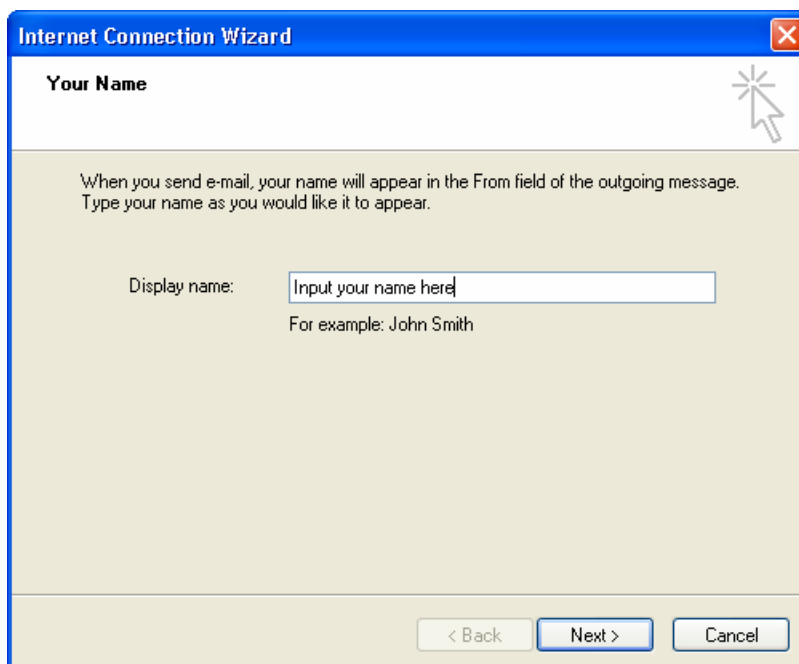 Internet Connection Wizard
Your Name
When you send e-mail, your name will appear in the From field of the outgoing message.
Type your name as you would like it to appear.
Display name: Input your name here
For example: John Smith
< Back Next > Cancel